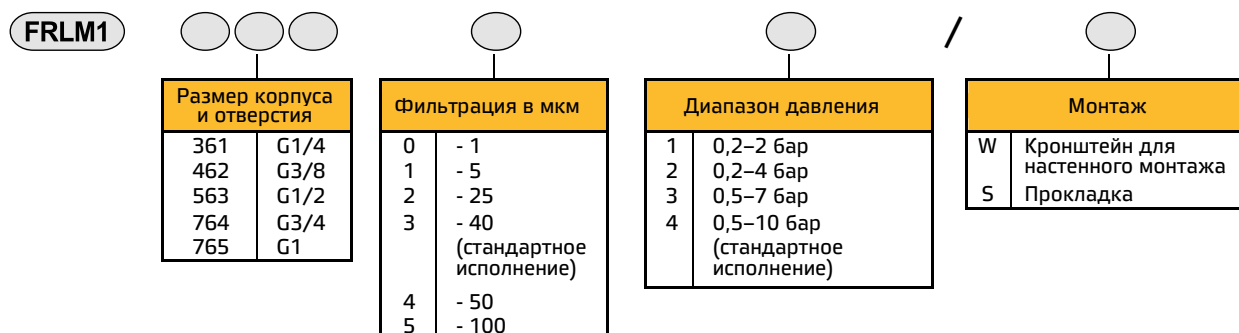 FRLM1
/
Размер корпуса
и отверстия
361 G1/4
462 G3/8
563 G1/2
764 G3/4
765 G1
Фильтрация в мкм
0 - 1
1 - 5
2 - 25
3 - 40
(стандартное
исполнение)
4 - 50
5 - 100
Диапазон давления
1 0,2–2 бар
2 0,2–4 бар
3 0,5–7 бар
4 0,5–10 бар
(стандартное
исполнение)
Монтаж
W Кронштейн для
настенного монтажа
S Прокладка